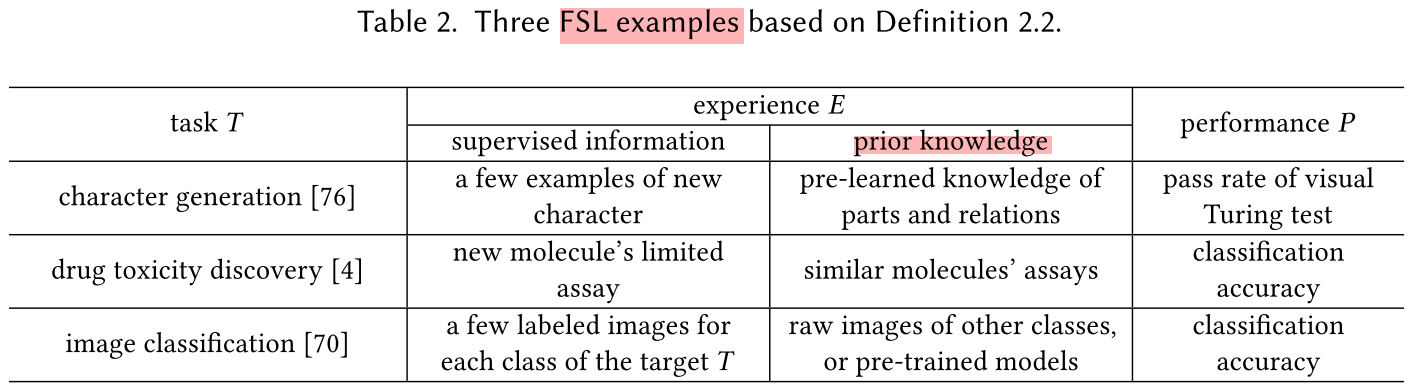 Table 2. Three FSL examples based on Definition 2.2.
task T
experience E
performance P
supervised information
prior knowledge
character generation [76]
a few examples of new
character
pre-learned knowledge of
parts and relations
pass rate of visual
Turing test
drug toxicity discovery [4]
new molecule’s limited
assay
similar molecules’ assays
classification
accuracy
image classification [70]
a few labeled images for
each class of the target T
raw images of other classes,
or pre-trained models
classification
accuracy